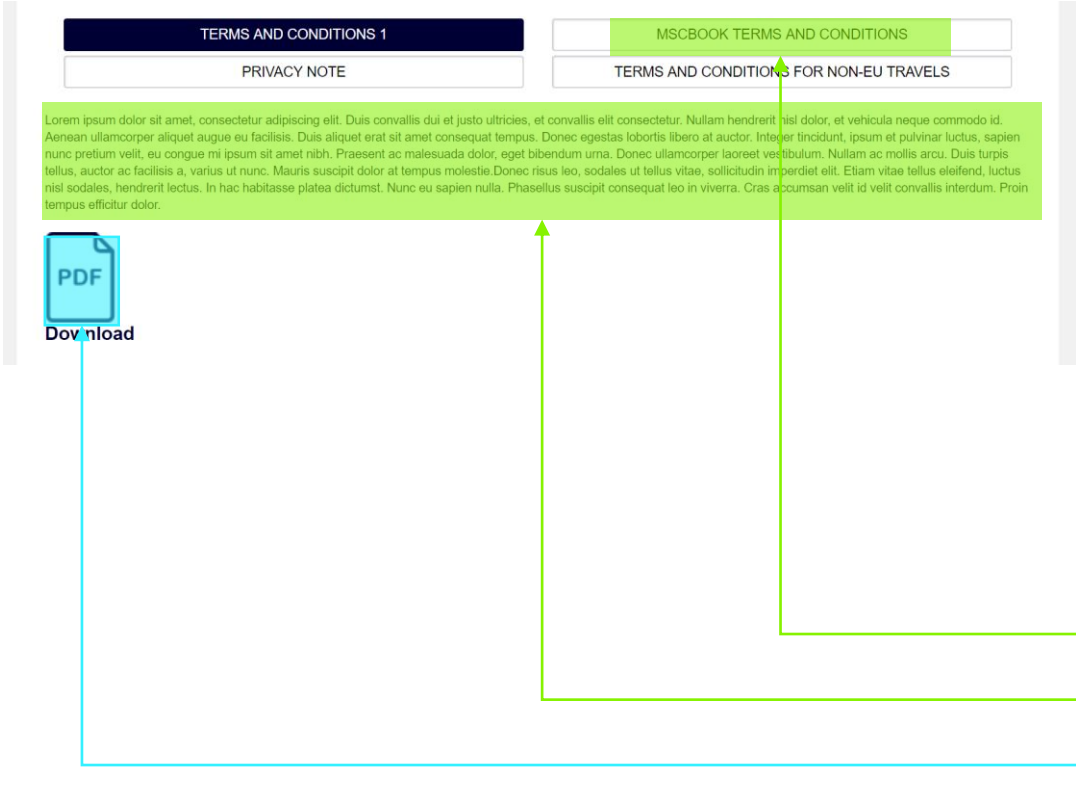 TERMS AND CONDITIONS 1
MSCBOOK TERMS AND CONDITIONS
PRIVACY NOTE
TERMS AND CONDITIONS FOR NON-EU TRAVELS
Lorem ipsum dolor sit amet, consectetur adipiscing elit. Duis convallis dui et justo ultricies, et convallis elit consectetur. Nullam hendrerit nisl dolor, et vehicula neque commodo id.
Aenean ullamcorper aliquet augue eu facilisis. Duis aliquet erat sit amet consequat tempus. Donec egestas lobortis libero at auctor. Integer tincidunt, ipsum et pulvinar luctus, sapien
nunc pretium velit, eu congue mi ipsum sit amet nibh. Praesent ac malesuada dolor, eget bibendum urna. Donec ullamcorper laoreet vestibulum. Nullam ac mollis arcu. Duis turpis
tellus, auctor ac facilisis a, varius ut nunc. Mauris suscipit dolor at tempus molestie.Donec risus leo, sodales ut tellus vitae, sollicitudin imperdiet elit. Etiam vitae tellus eleifend, luctus
nisl sodales, hendrerit lectus. In hac habitasse platea dictumst. Nunc eu sapien nulla. Phasellus suscipit consequat leo in viverra. Cras accumsan velit id velit convallis interdum. Proin
tempus efficitur dolor.
PDF
Download